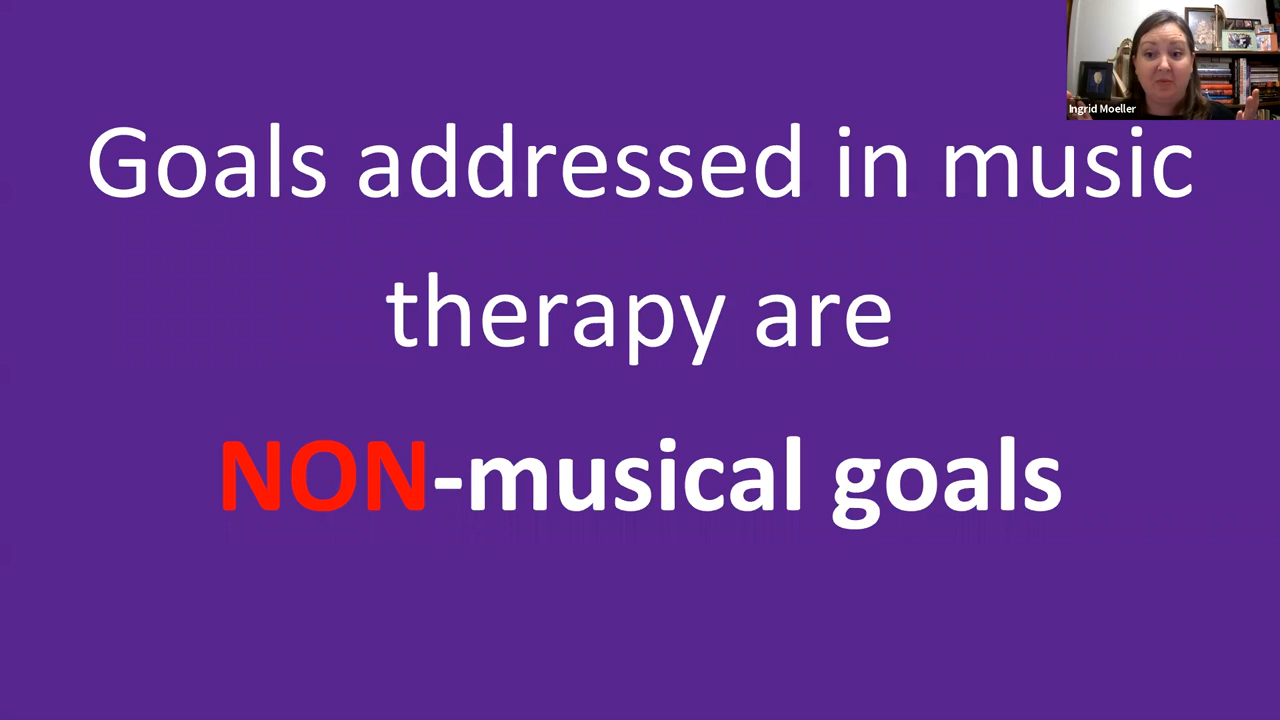 Ingrid Moeller
Goals addressed in music
therapy are
NON-musical goals